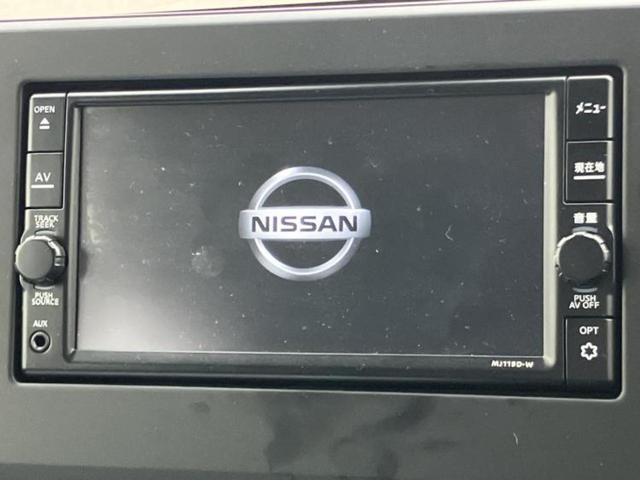 OPEN
AV
TRACK
SEEK
PUSH
SOURCE
AUX
NISSAN
メニュー
現在地
音量
PUSH
AV OFF
OPT
MJ119D-W